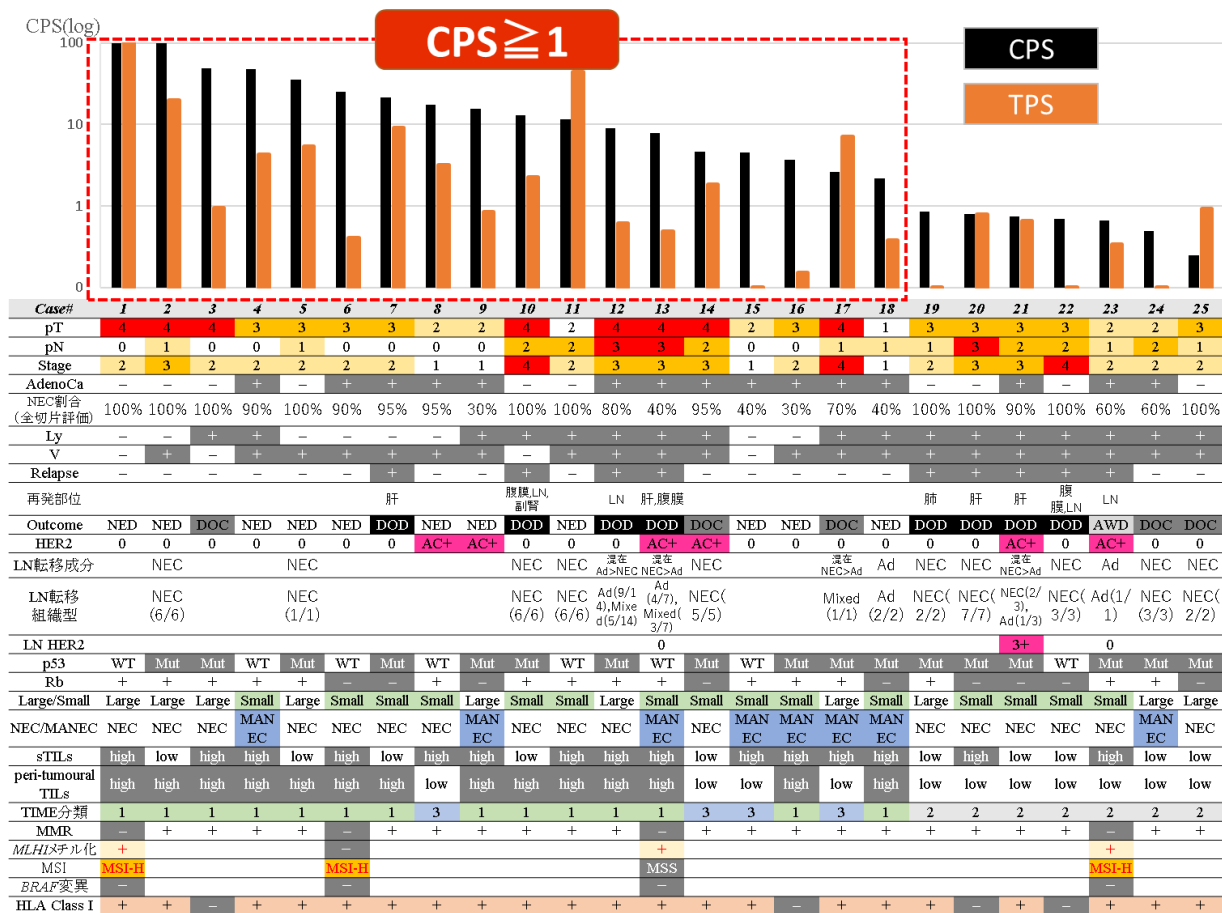 CPS(log)
CPS≧1
CPS
TPS
100
10
1
0
Case# 1 2 3 4 5 6 7 8 9 10 11 12 13 14 15 16 17 18 19 20 21 22 23 24 25
pT 4 4 4 3 3 3 3 2 2 4 2 4 4 4 2 3 4 1 3 3 3 3 2 2 3
pN 0 1 0 0 1 0 0 0 0 2 2 3 3 2 0 0 1 1 1 3 2 2 1 2 1
Stage 2 3 2 2 2 2 2 1 1 4 2 3 3 3 1 2 4 1 2 3 3 4 2 2 2
AdenoCa – – – + – + + + + – – + + + + + + + – – + – + + –
NEC割合
(全切片評価) 100% 100% 100% 90% 100% 90% 95% 95% 30% 100% 100% 80% 40% 95% 40% 30% 70% 40% 100% 100% 90% 100% 60% 60% 100%
Ly – – + + – – – – + + + + + + – – + + + + + + + + +
V – + – + + + + + + – + + + + – + + + + + + + + + +
Relapse – – – – – – + – – + – + + – – – – – + + + + + – –
再発部位 肝 腹膜,LN,副腎 LN 肝,腹膜 肺 肝 肝 腹膜,LN LN
Outcome NED NED DOC NED NED NED DOD NED NED DOD NED DOD DOD DOC NED NED DOC NED DOD DOD DOD DOD AWD DOC DOC
HER2 0 0 0 0 0 0 0 AC+ AC+ 0 0 0 AC+ AC+ 0 0 0 0 0 0 AC+ 0 AC+ 0 0
LN転移成分 NEC NEC NEC NEC 混在 Ad>NEC 混在 NEC>Ad NEC 混在 NEC>Ad Ad NEC NEC 混在 NEC>Ad NEC Ad NEC NEC
LN転移
組織型 NEC (6/6) NEC (1/1) NEC (6/6) NEC (6/6) Ad(9/14),Mixed(5/14) Ad (4/7), Mixed(3/7) NEC(5/5) Mixed (1/1) Ad (2/2) NEC(2/2) NEC(7/7) NEC(2/3), Ad(1/3) NEC(3/3) Ad(1/1) NEC (3/3) NEC(2/2)
LN HER2 0 3+ 0
p53 WT Mut Mut WT Mut WT Mut WT Mut Mut WT Mut WT Mut WT Mut Mut Mut Mut Mut Mut WT Mut Mut Mut
Rb + + + + + – – + + + + + + – + + + – + – – – + + –
Large/Small Large Large Large Small Large Small Small Small Large Small Small Large Small Small Small Small Large Small Large Small Small Small Small Large Large
NEC/MANEC NEC NEC NEC MANEC NEC NEC NEC NEC MANEC NEC NEC NEC MANEC NEC MANEC MANEC MANEC MANEC NEC NEC NEC NEC NEC MANEC NEC
sTILs high low high high high high low high high low high high high low high high high high low high low low high low low
peri-tumoural
TILs high high high high high high high low high high high high high low low high low high low low low low low low low
TIME分類 1 1 1 1 1 1 1 3 1 1 1 1 1 3 3 1 3 1 2 2 2 2 2 2 2
MMR – + + + + – + + + + + + – + + + + + + + + + – + +
MLHIメチル化 + – + +
MSI MSI-H MSI-H MSS MSI-H
BRAF変異 – – – –
HLA Class I + + – + + + + + + + + + + + + – + + + – + – + + +